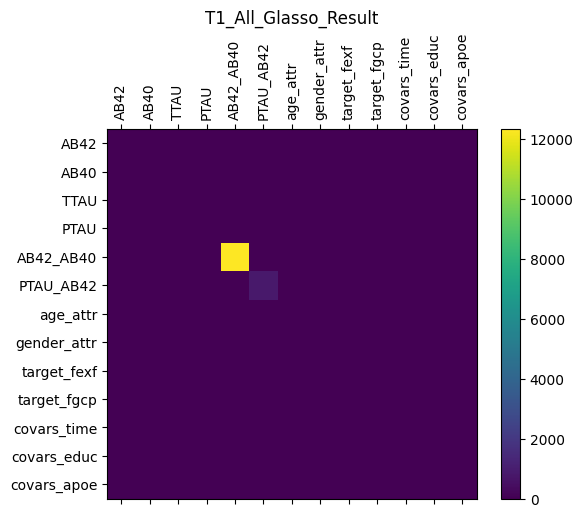 T1_All_Glasso_Result
AB42
AB40
TTAU
PTAU
AB42_AB40
PTAU_AB42
age_attr
gender_attr
target_fexf
target_fgcp
covars_time
covars_educ
covars_apoe
AB42
AB40
TTAU
PTAU
AB42_AB40
PTAU_AB42
age_attr
gender_attr
target_fexf
target_fgcp
covars_time
covars_educ
covars_apoe
12000
10000
8000
6000
4000
2000
0